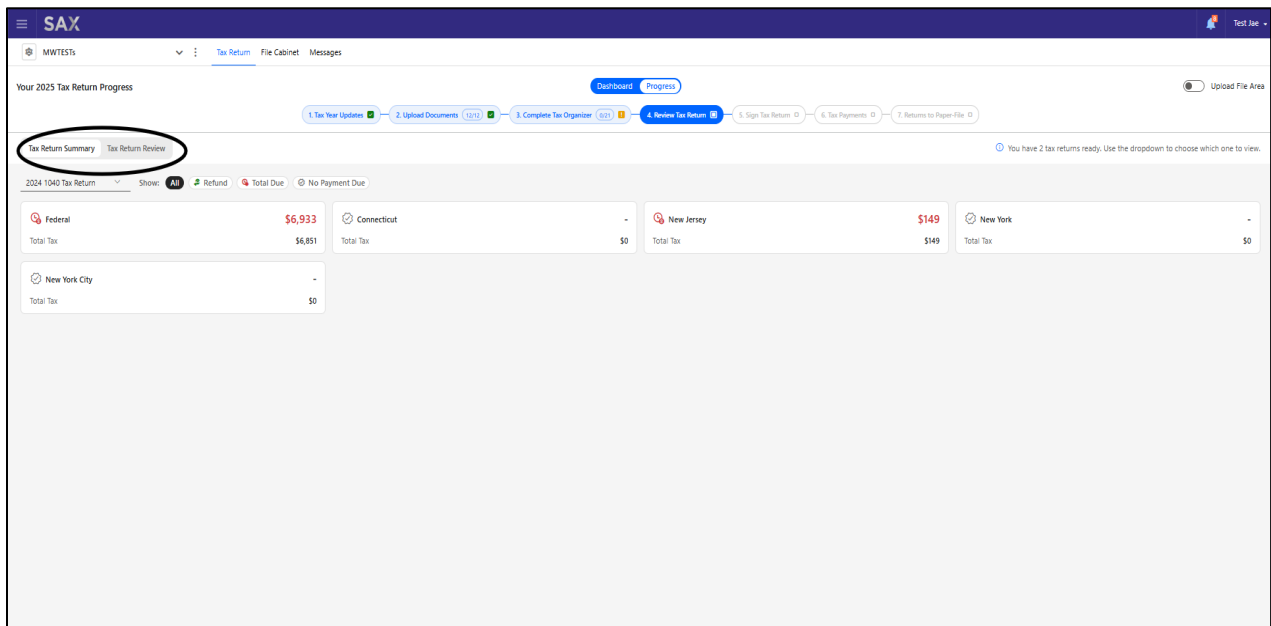 SAX
Test Jae
MWTESTs
Tax Return File Cabinet Messages
Your 2025 Tax Return Progress
Dashboard Progress
Upload File Area
1. Tax Year Updates
2. Upload Documents 12/12
3. Complete Tax Organizer 0/21
4. Review Tax Return
5. Sign Tax Return
6. Tax Payments
7. Returns to Paper-File
Tax Return Summary Tax Return Review
You have 2 tax returns ready. Use the dropdown to choose which one to view.
2024 1040 Tax Return Show: All Refund Total Due No Payment Due
Federal $6,933
Total Tax $6,851
Connecticut -
Total Tax $0
New Jersey $149
Total Tax $149
New York -
Total Tax $0
New York City -
Total Tax $0